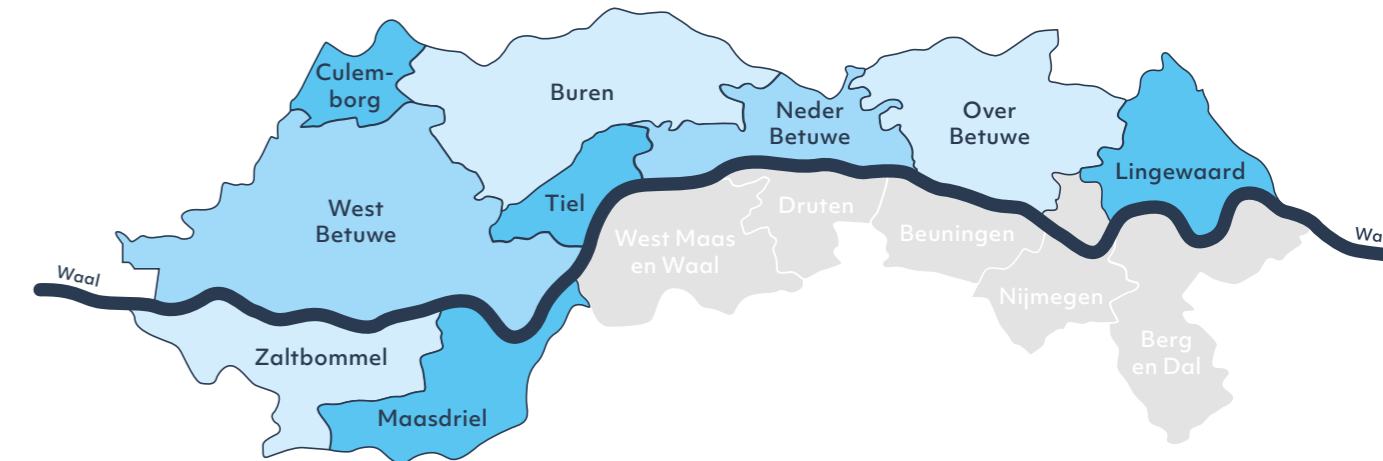 Culem-
borg
Buren
Neder
Betuwe
Over
Betuwe
Lingewaard
Tiel
West
Betuwe
Druten
West Maas
en Waal
Beuningen
Waal
Wa
Nijmegen
Zaltbommel
Berg
en Dal
Maasdriel